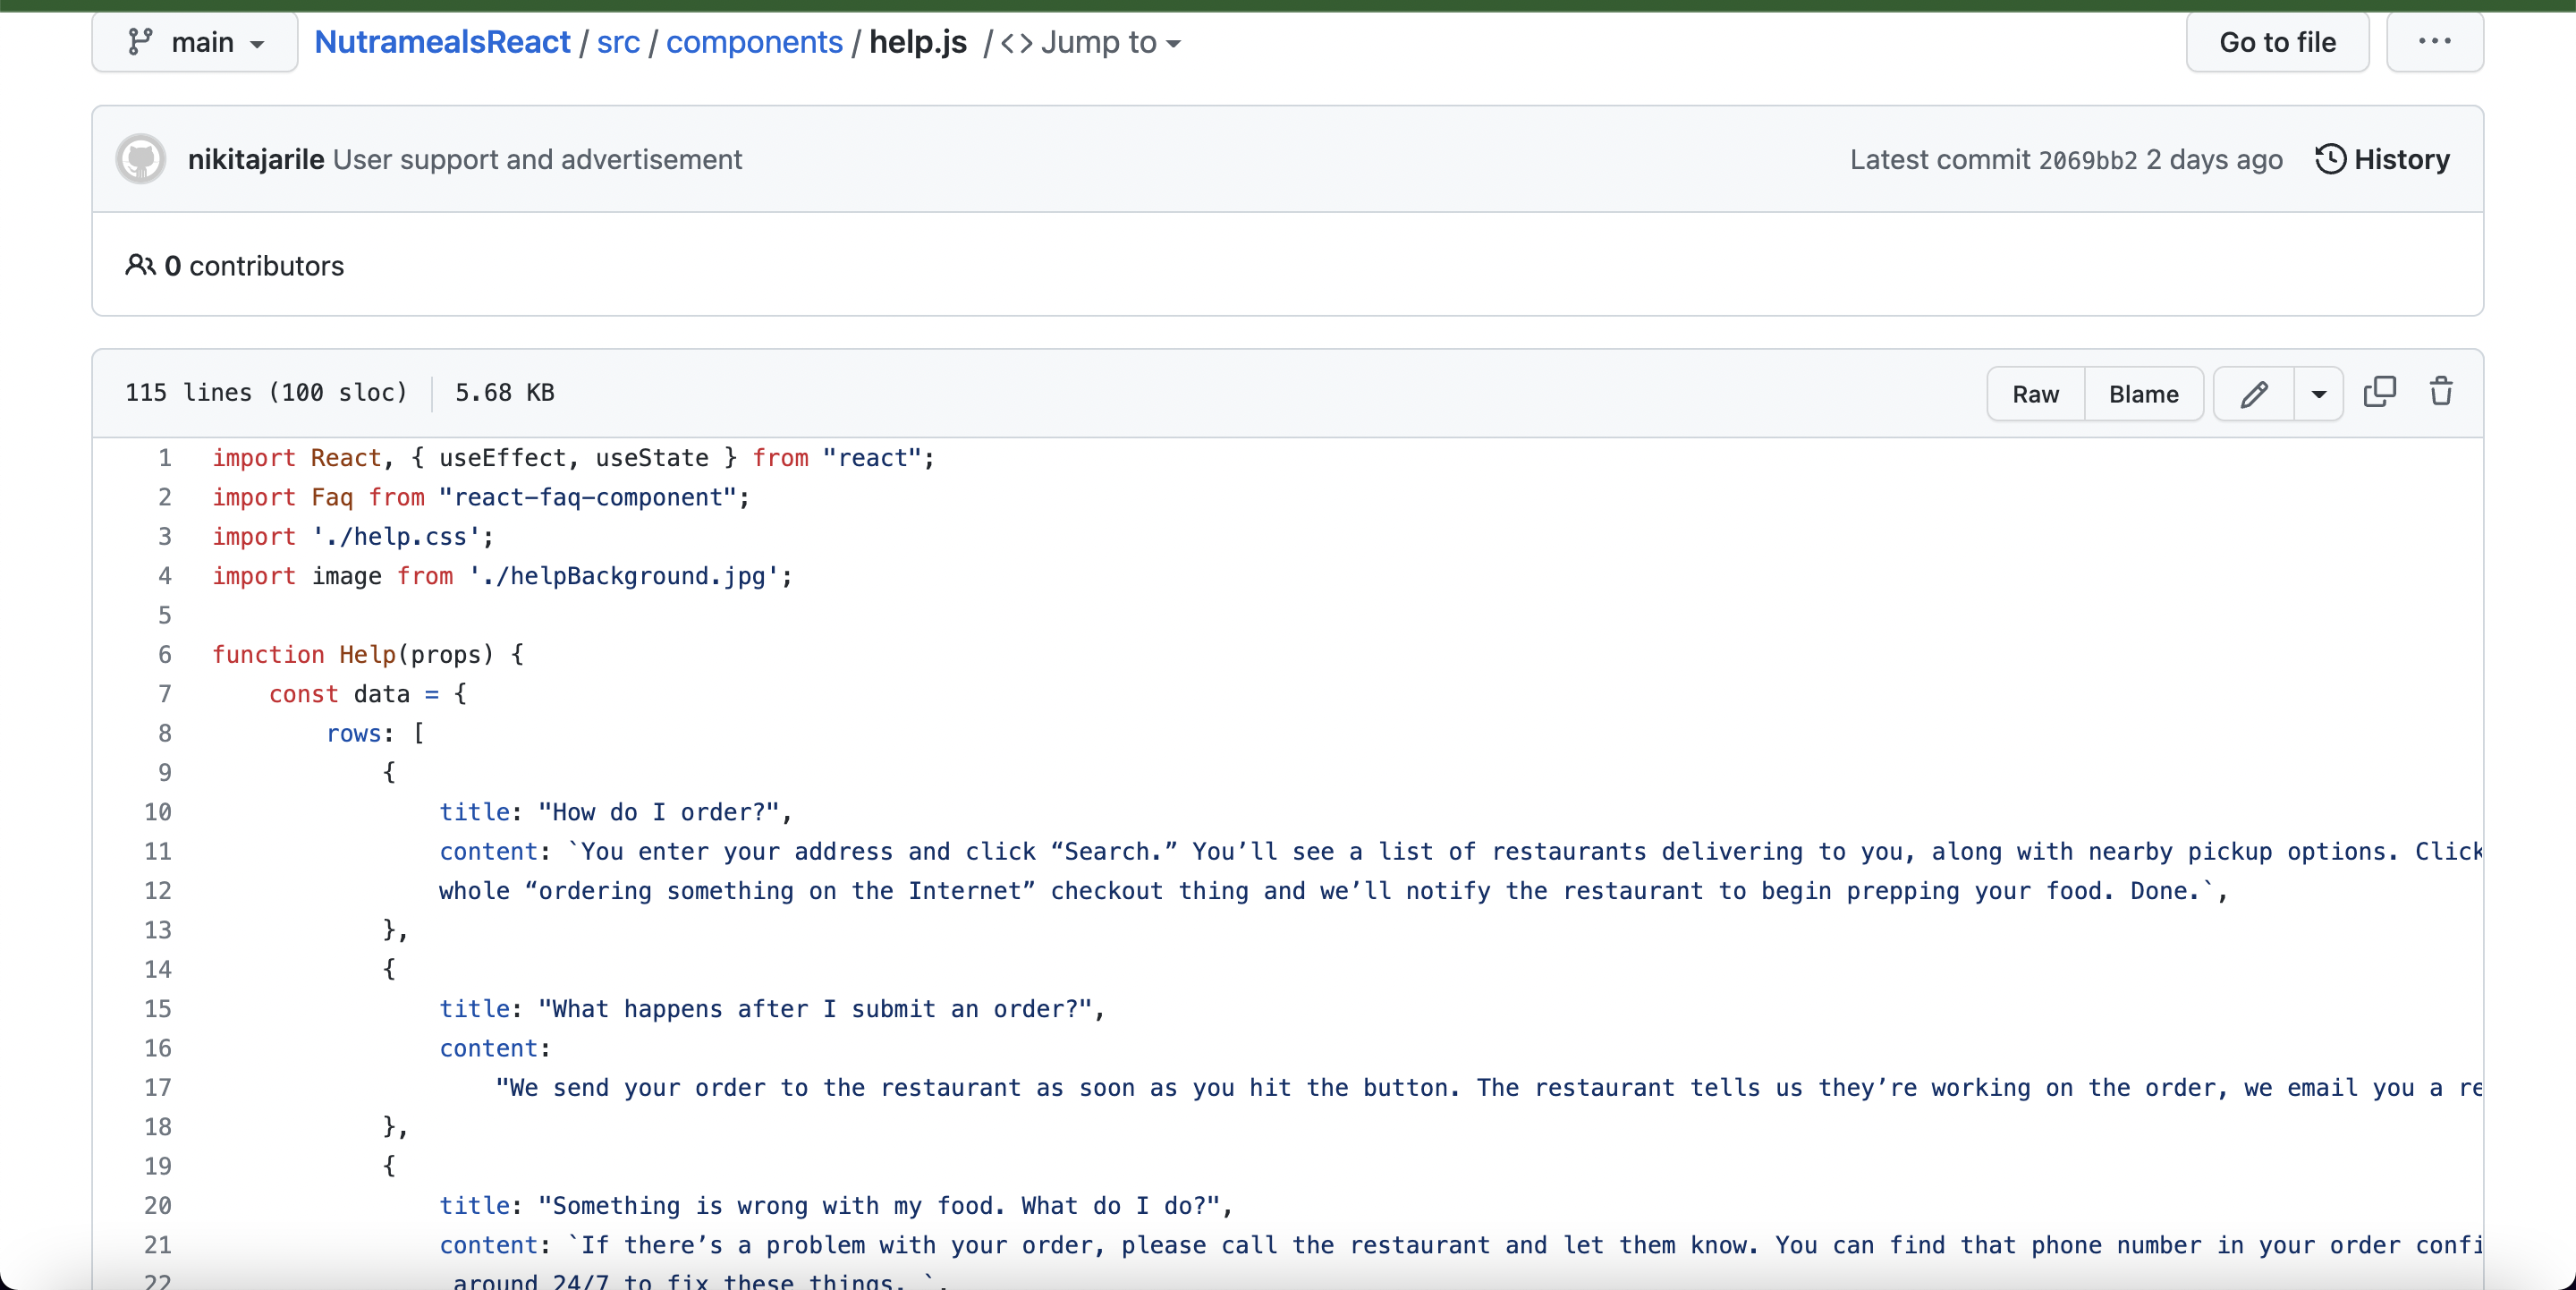 main
NutramealsReact / src / components / help.js / <> Jump to
Go to file
...
nikitajarile User support and advertisement
Latest commit 2069bb2 2 days ago
History
0 contributors
115 lines (100 sloc) 5.68 KB
Raw
Blame
1 import React, { useEffect, useState } from "react";
2 import Faq from "react-faq-component";
3 import './help.css';
4 import image from './helpBackground.jpg';
5
6 function Help(props) {
7 const data = {
8 rows: [
9 {
10 title: "How do I order?",
11 content: `You enter your address and click “Search.” You’ll see a list of restaurants delivering to you, along with nearby pickup options. Click
12 whole “ordering something on the Internet” checkout thing and we’ll notify the restaurant to begin prepping your food. Done.`,
13 },
14 {
15 title: "What happens after I submit an order?",
16 content:
17 "We send your order to the restaurant as soon as you hit the button. The restaurant tells us they’re working on the order, we email you a re
18 },
19 {
20 title: "Something is wrong with my food. What do I do?",
21 content: `If there’s a problem with your order, please call the restaurant and let them know. You can find that phone number in your order confi
22 around 24/7 to fix these things. `,